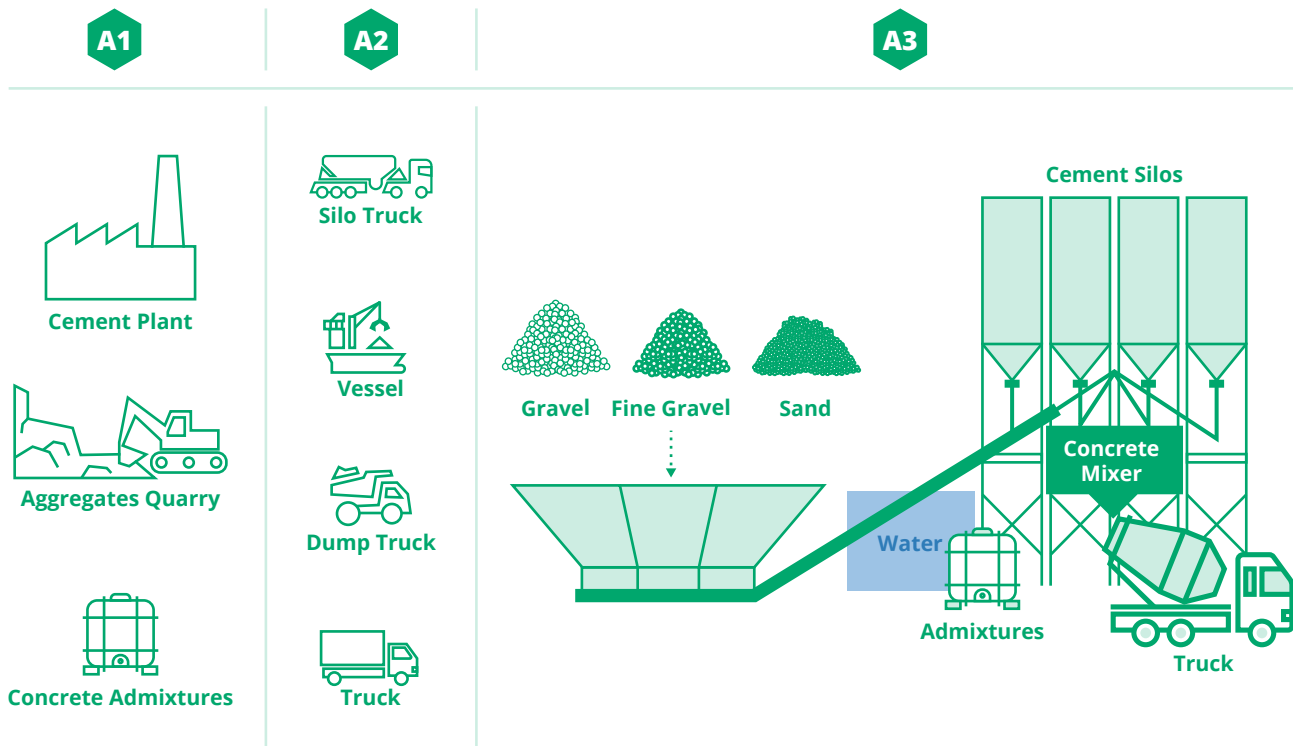 A1
A2
A3
Cement Plant
Aggregates Quarry
Concrete Admixtures
Silo Truck
Vessel
Dump Truck
Truck
Gravel
Fine Gravel
Sand
Cement Silos
Concrete
Mixer
Water
Admixtures
Truck